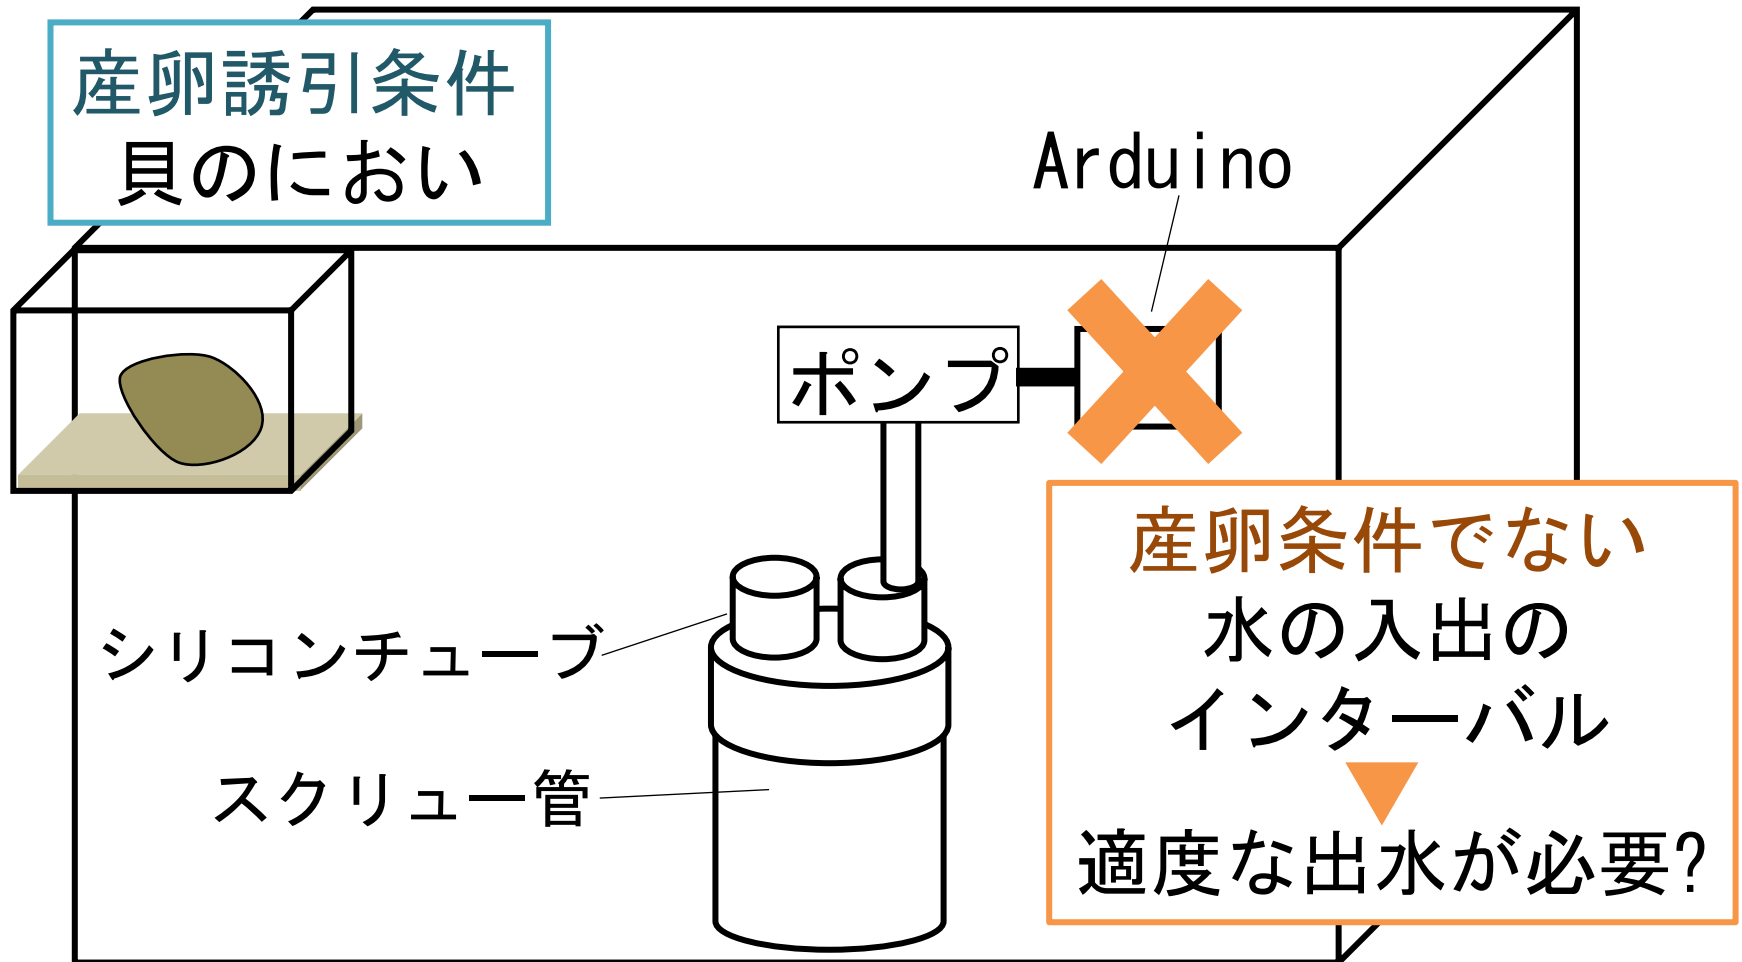 産卵誘引条件
貝のにおい
Arduino
ポンプ
シリコンチューブ
スクリュー管
産卵条件でない
水の入出の
インターバル
適度な出水が必要?